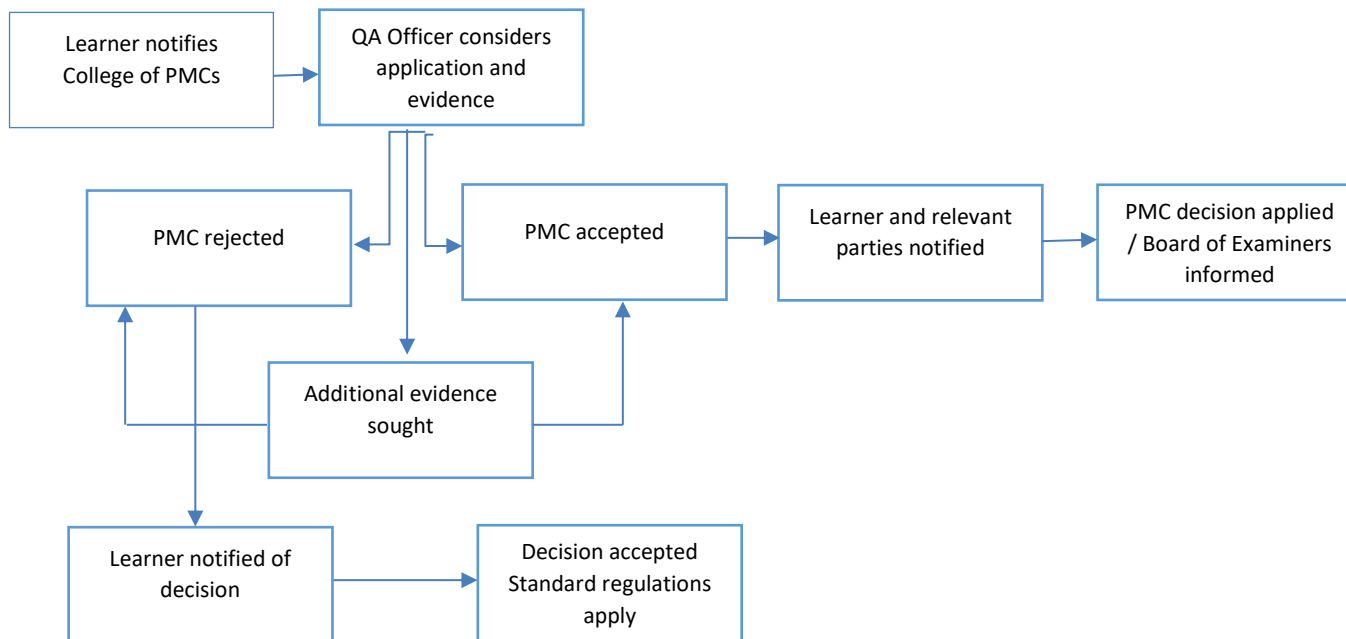 Learner notifies
College of PMCs
QA Officer considers
application and
evidence
PMC rejected
PMC accepted
Learner and relevant
parties notified
PMC decision applied
/ Board of Examiners
informed
Additional evidence
sought
Learner notified of
decision
Decision accepted
Standard regulations
apply